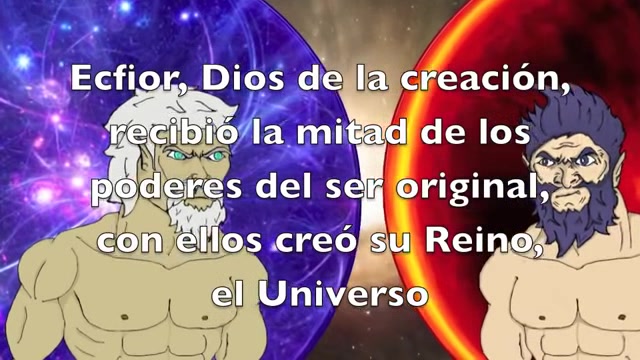 Ecfior, Dios de la creación,
recibió la mitad de los
poderes del ser original,
con ellos creó su Reino,
el Universo